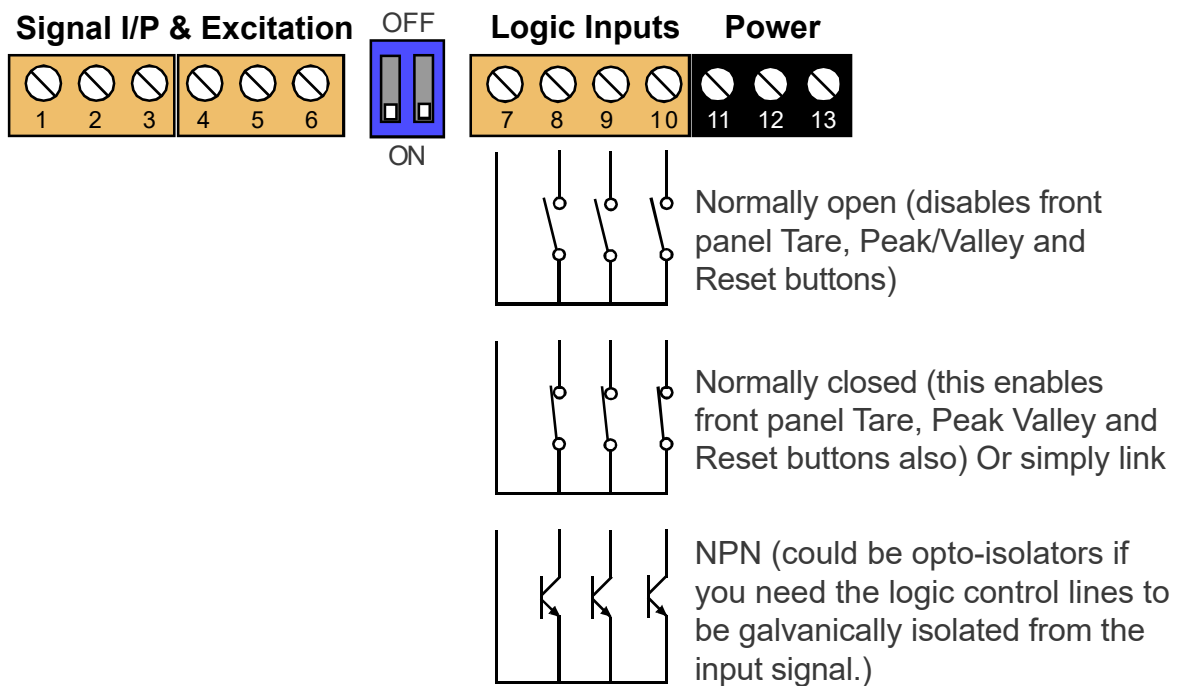 Signal I/P & Excitation
OFF
Logic Inputs
Power
1 2 3 4 5 6
7 8 9 10 11 12 13
ON
Normally open (disables front
panel Tare, Peak/Valley and
Reset buttons)
Normally closed (this enables
front panel Tare, Peak Valley and
Reset buttons also) Or simply link
NPN (could be opto-isolators if
you need the logic control lines to
be galvanically isolated from the
input signal.)